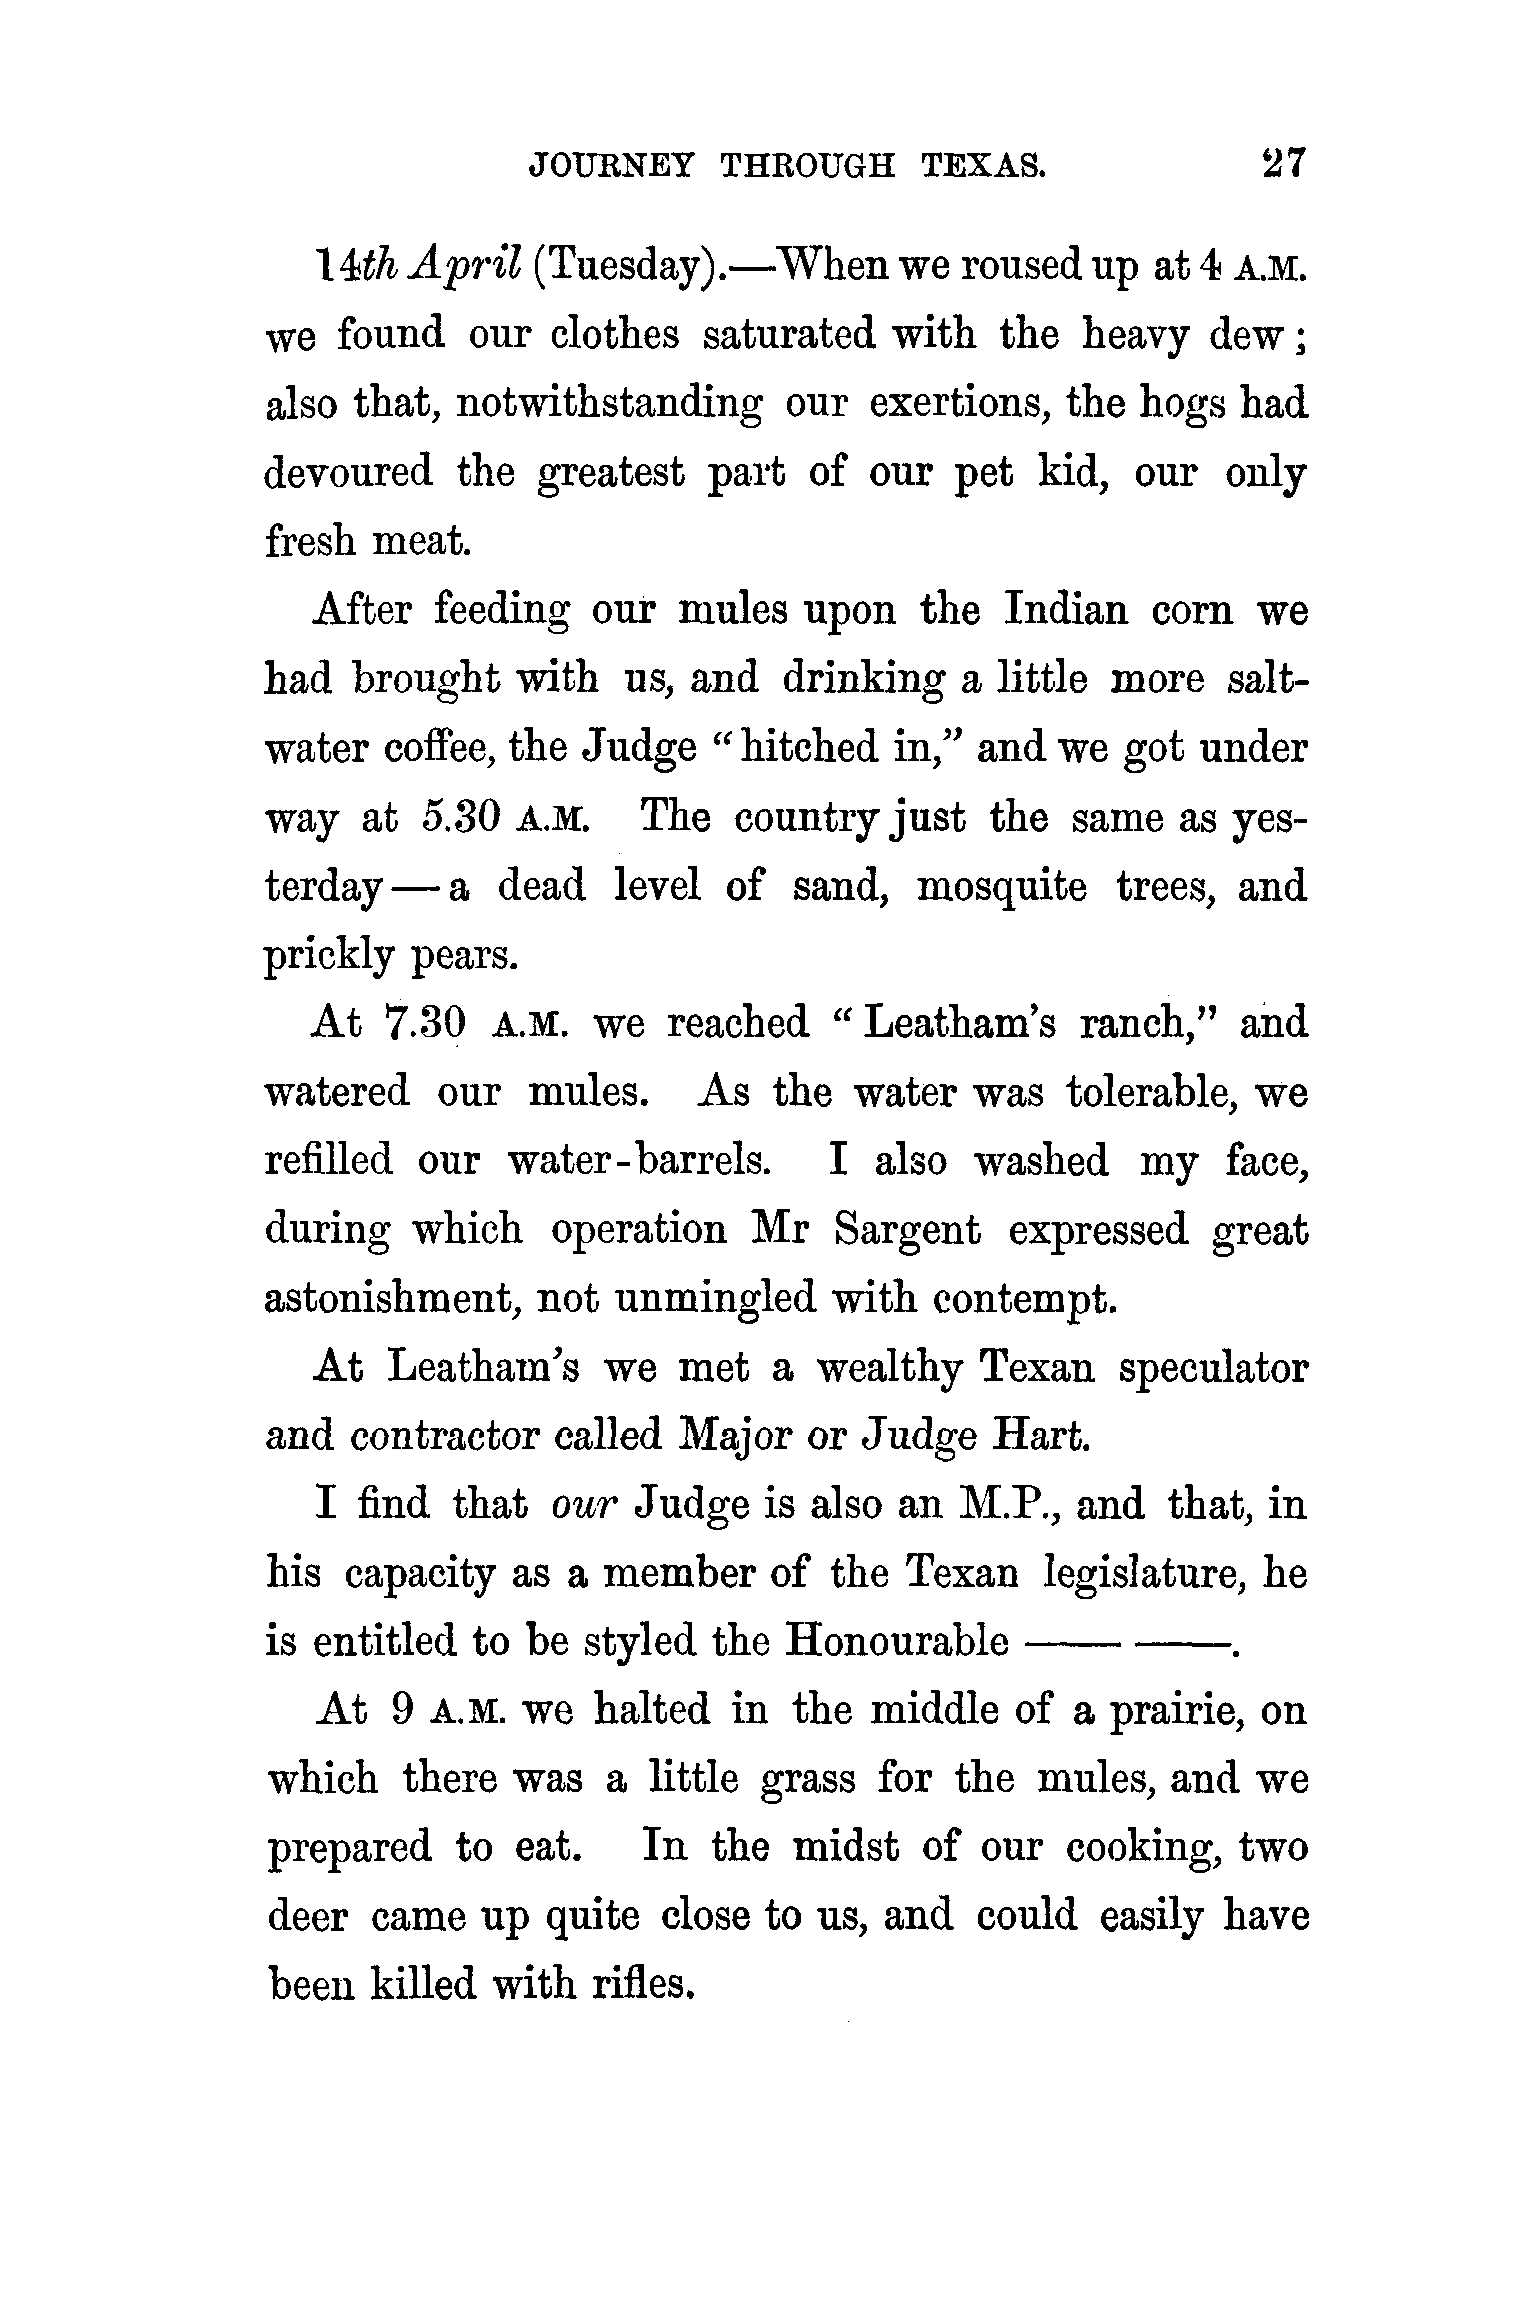 JOURNEY THROUGH TEXAS. 27
14th April (Tuesday).—When we roused up at 4 A.M.
we found our clothes saturated with the heavy dew;
also that, notwithstanding our exertions, the hogs had
devoured the greatest part of our pet kid, our only
fresh meat.
After feeding our mules upon the Indian corn we
had brought with us, and drinking a little more salt-
water coffee, the Judge “hitched in,” and we got under
way at 5.30 A.M. The country just the same as yes-
terday—a dead level of sand, mosquite trees, and
prickly pears.
At 7.30 A.M. we reached “Leatham’s ranch,” and
watered our mules. As the water was tolerable, we
refilled our water-barrels. I also washed my face,
during which operation Mr Sargent expressed great
astonishment, not unmingled with contempt.
At Leatham’s we met a wealthy Texan speculator
and contractor called Major or Judge Hart.
I find that our Judge is also an M.P., and that, in
his capacity as a member of the Texan legislature, he
is entitled to be styled the Honourable —— ——.
At 9 A.M. we halted in the middle of a prairie, on
which there was a little grass for the mules, and we
prepared to eat. In the midst of our cooking, two
deer came up quite close to us, and could easily have
been killed with rifles.